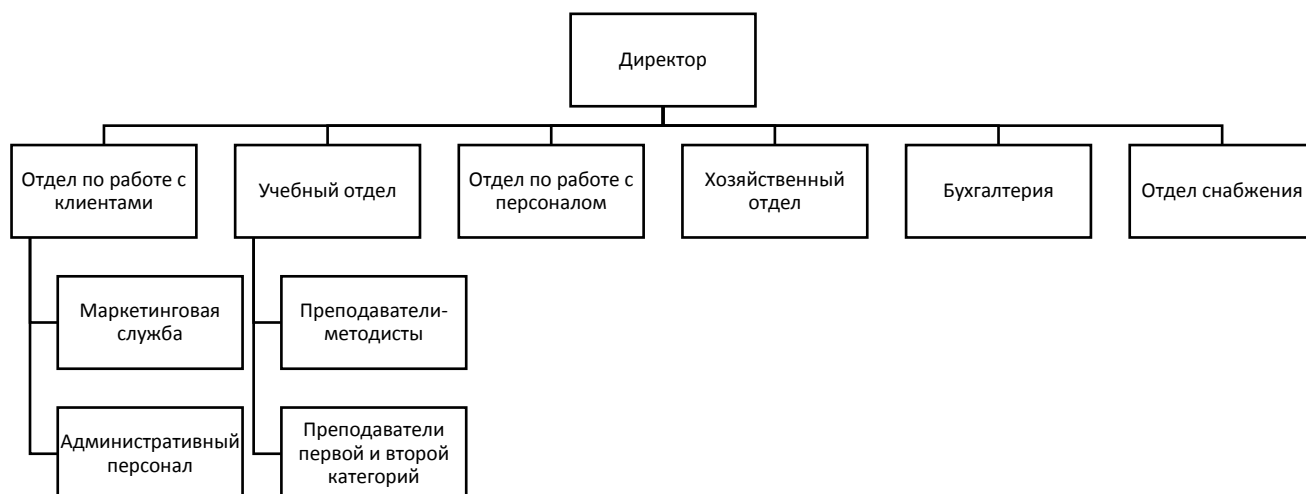 Директор
Отдел по работе с
клиентами
Учебный отдел
Отдел по работе с
персоналом
Хозяйственный
отдел
Бухгалтерия
Отдел снабжения
Маркетинговая
служба
Преподаватели-
методисты
Административный
персонал
Преподаватели
первой и второй
категорий